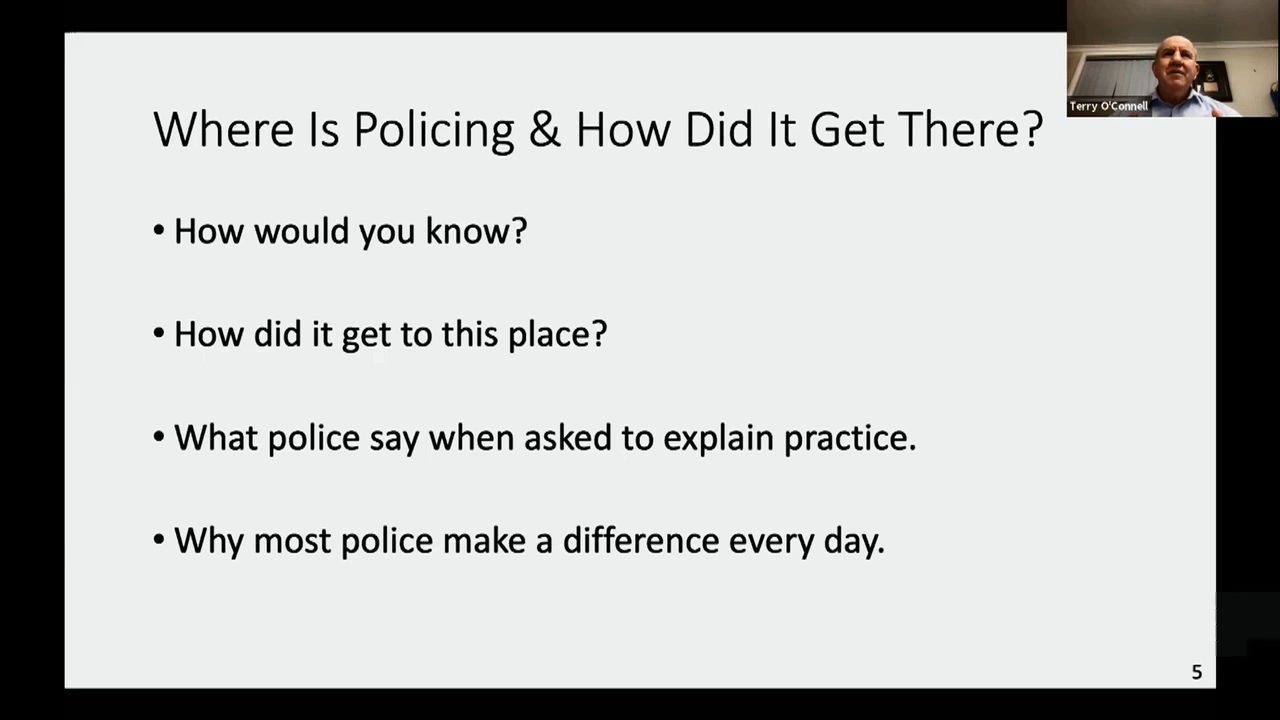 Where Is Policing & How Did It Get There?
• How would you know?
• How did it get to this place?
• What police say when asked to explain practice.
• Why most police make a difference every day.
5
Terry O'Connell